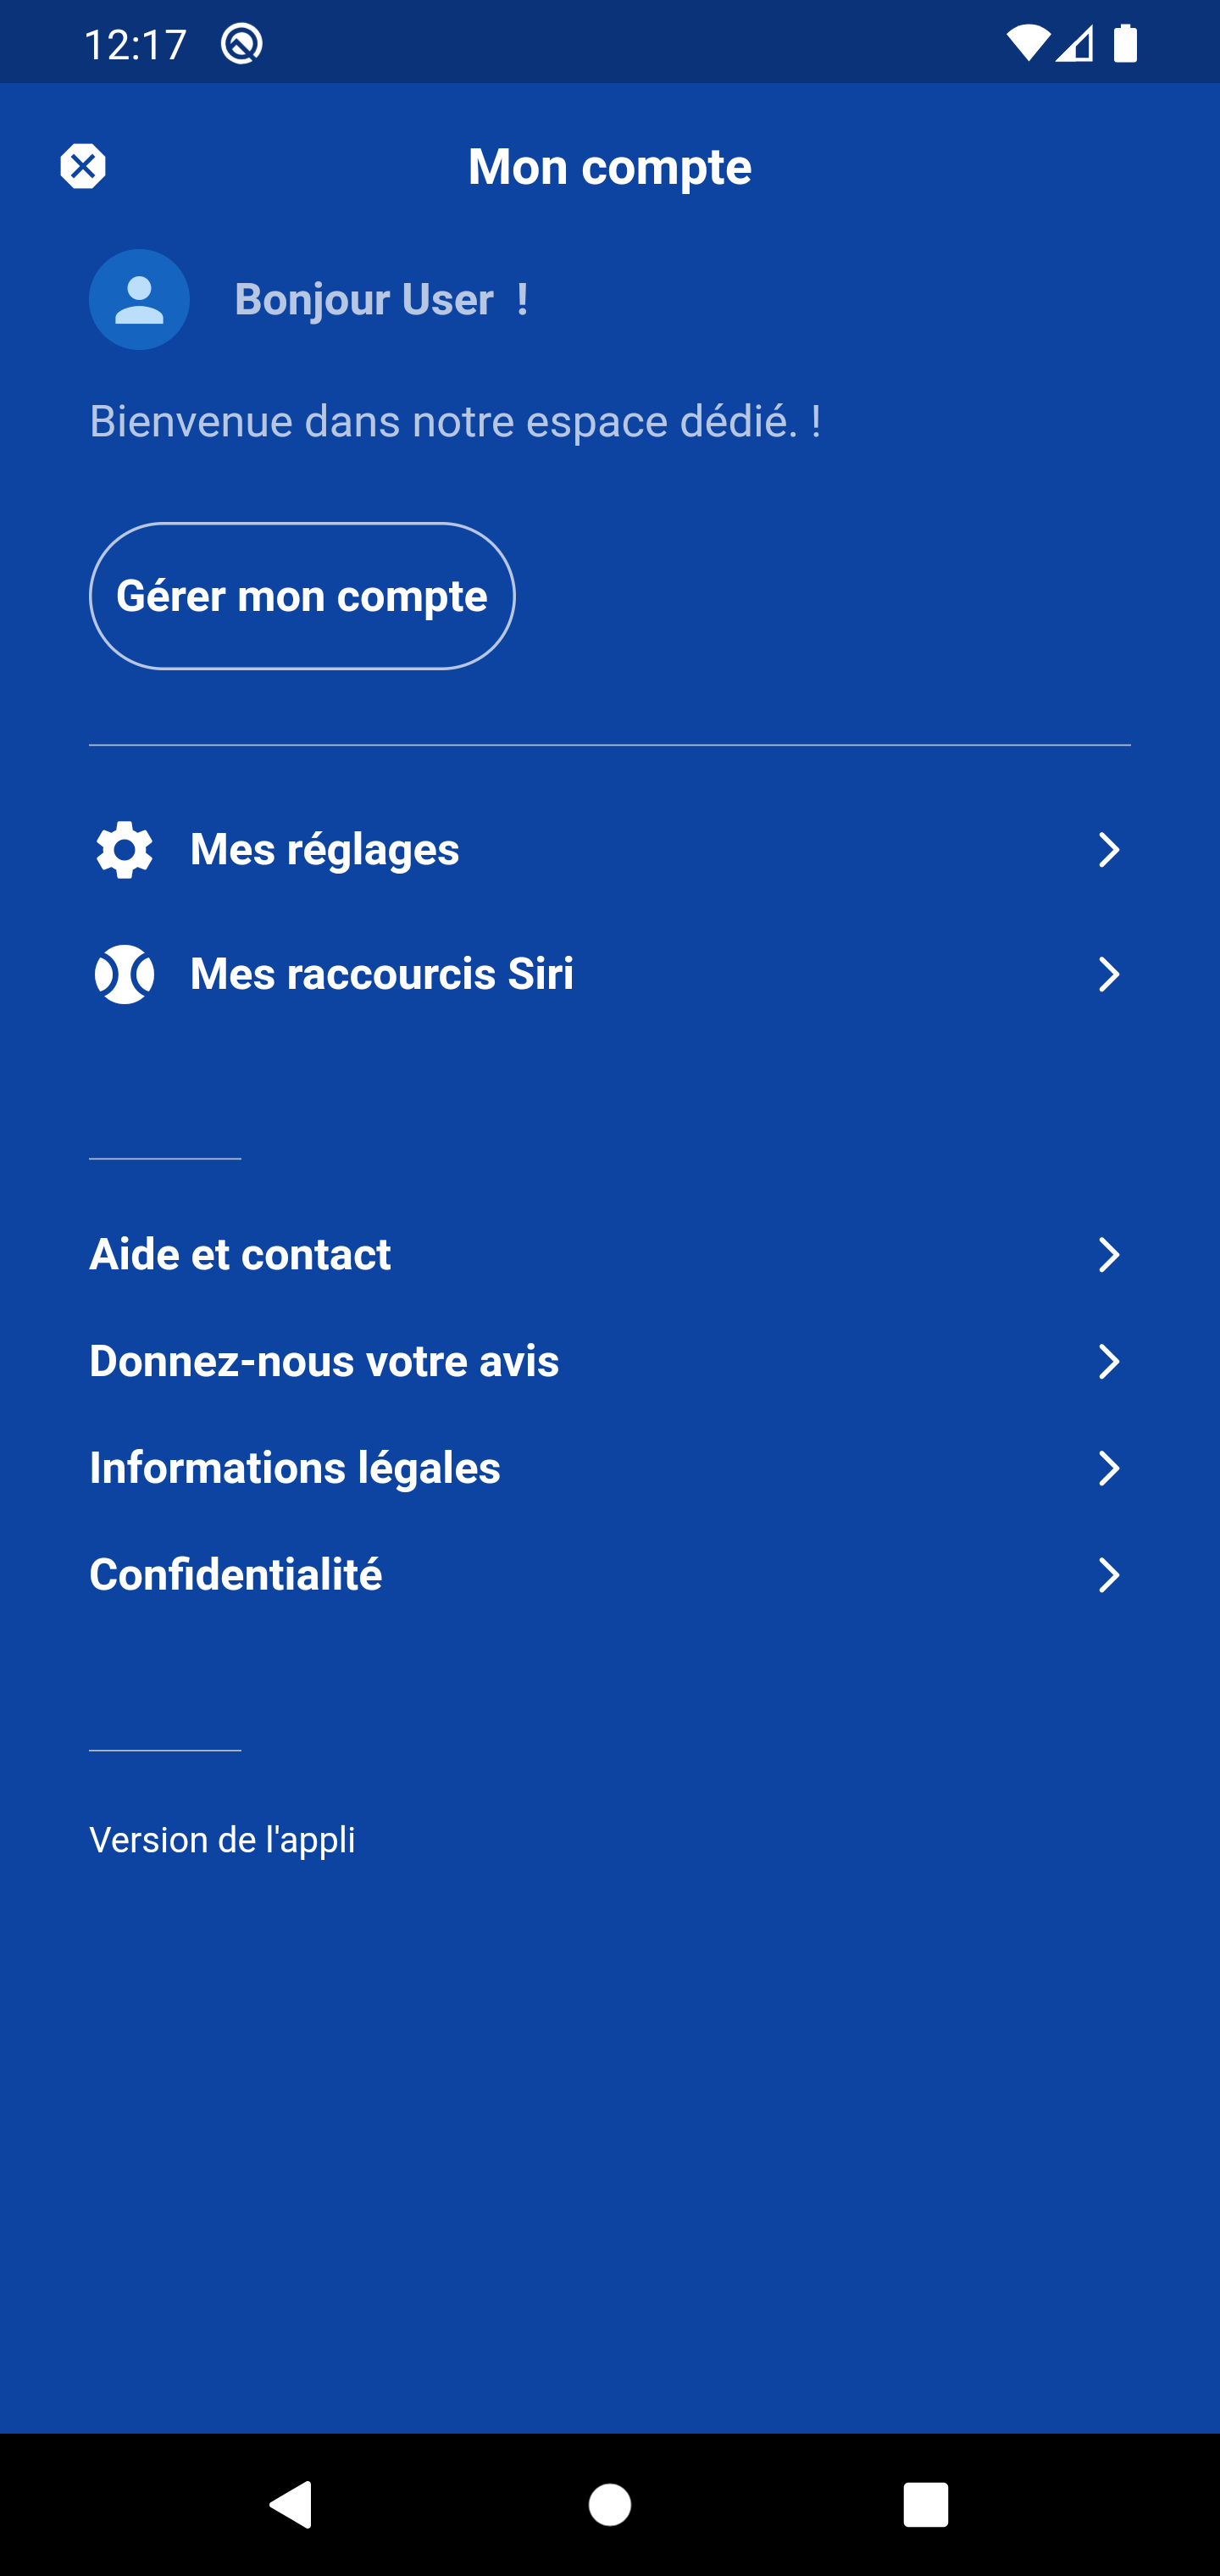 12:17
Mon compte
Bonjour User  !
Bienvenue dans notre espace dédié. !
Gérer mon compte
Mes réglages
Mes raccourcis Siri
Aide et contact
Donnez-nous votre avis
Informations légales
Confidentialité
Version de l'appli